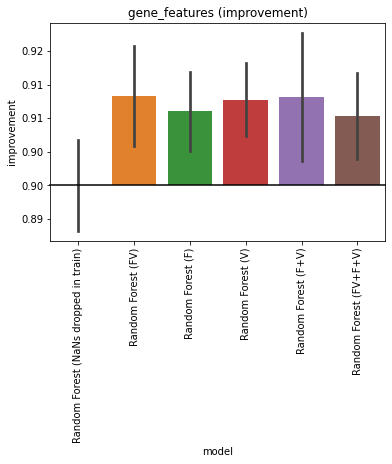 gene_features (improvement)
0.92
0.91
0.91
0.90
0.90
0.89
improvement
Random Forest (NaNs dropped in train)
Random Forest (FV)
Random Forest (F)
Random Forest (V)
Random Forest (F+V)
Random Forest (FV+F+V)
model